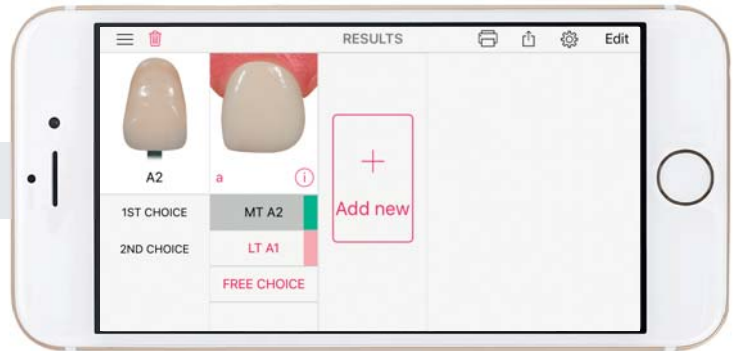 RESULTS
Edit
A2
a
i
1ST CHOICE
MT A2
2ND CHOICE
LT A1
FREE CHOICE
+
Add new